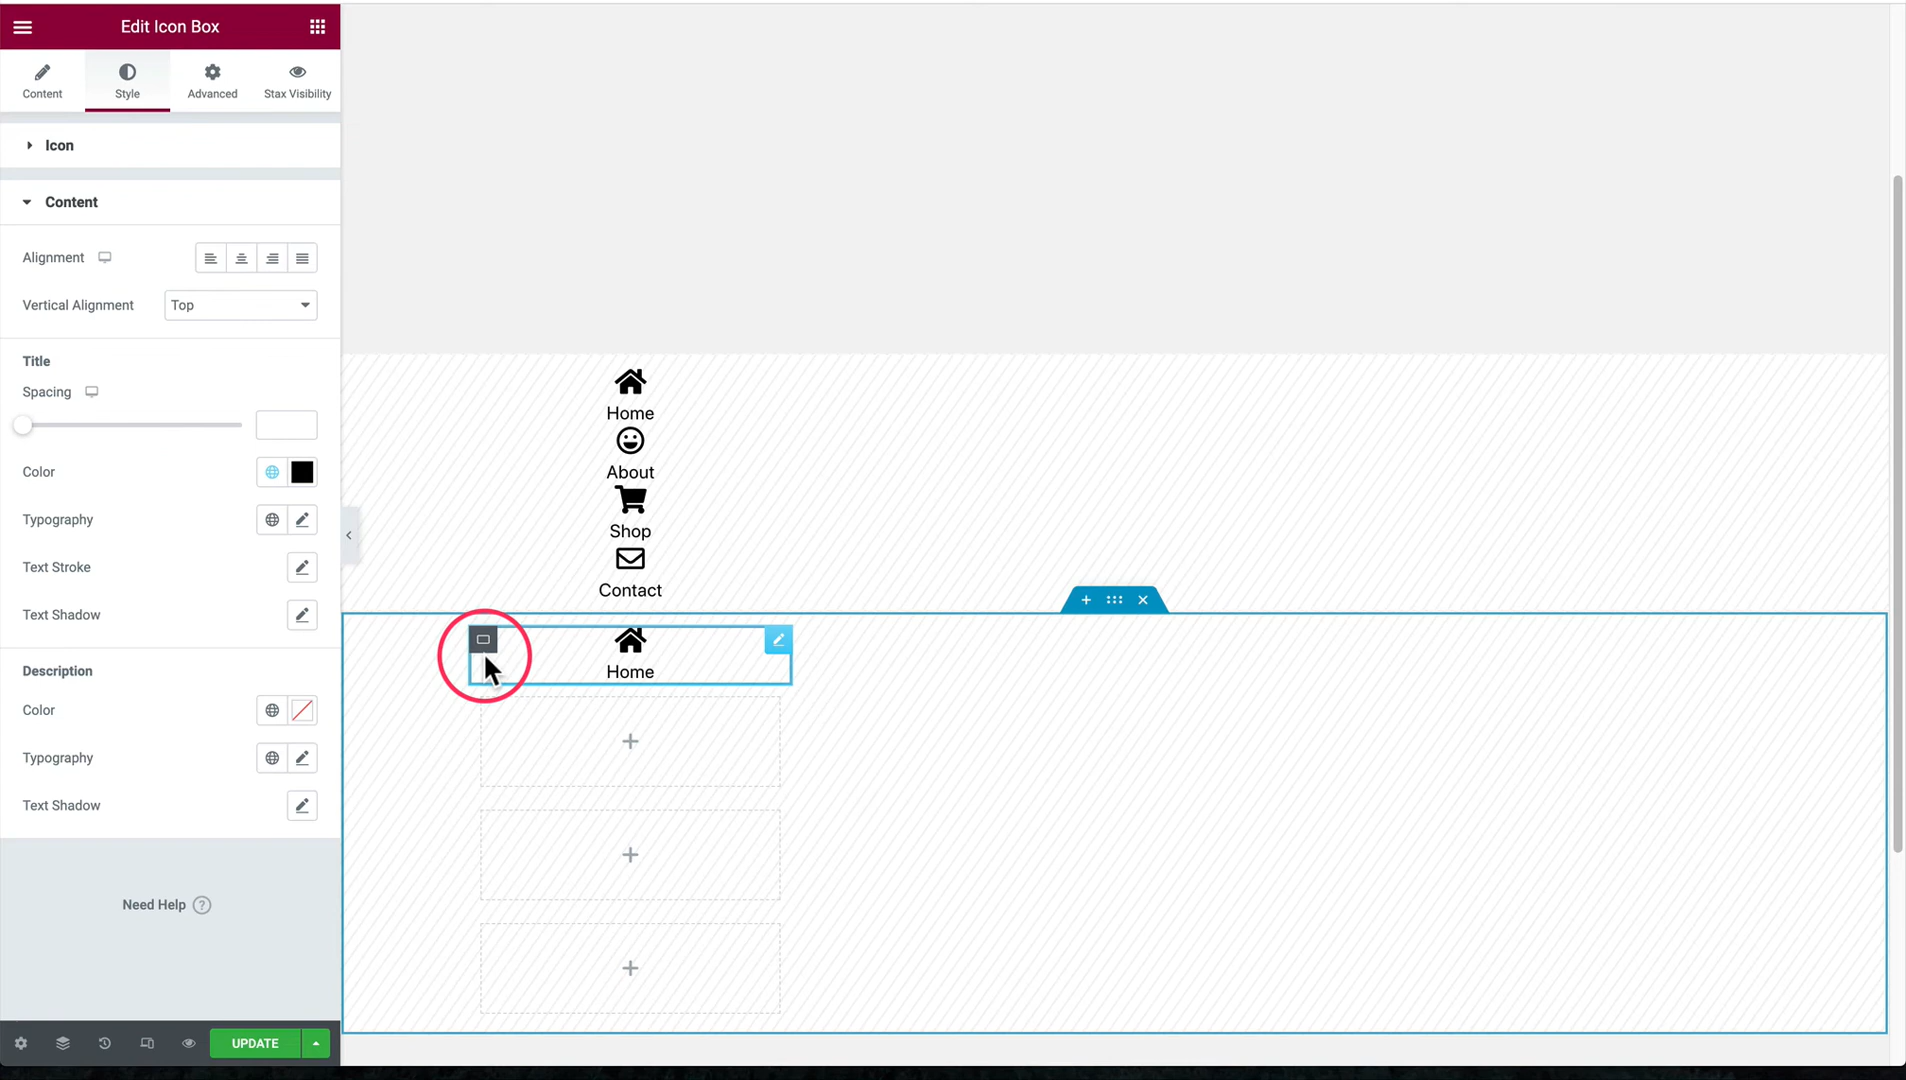 Edit Icon Box
Content
Style
Advanced
Stax Visibility
Icon
Content
Alignment
Vertical Alignment
Top
Title
Spacing
Color
Typography
Text Stroke
Text Shadow
Description
Color
Typography
Text Shadow
Need Help
UPDATE
Home
About
Shop
Contact
Home